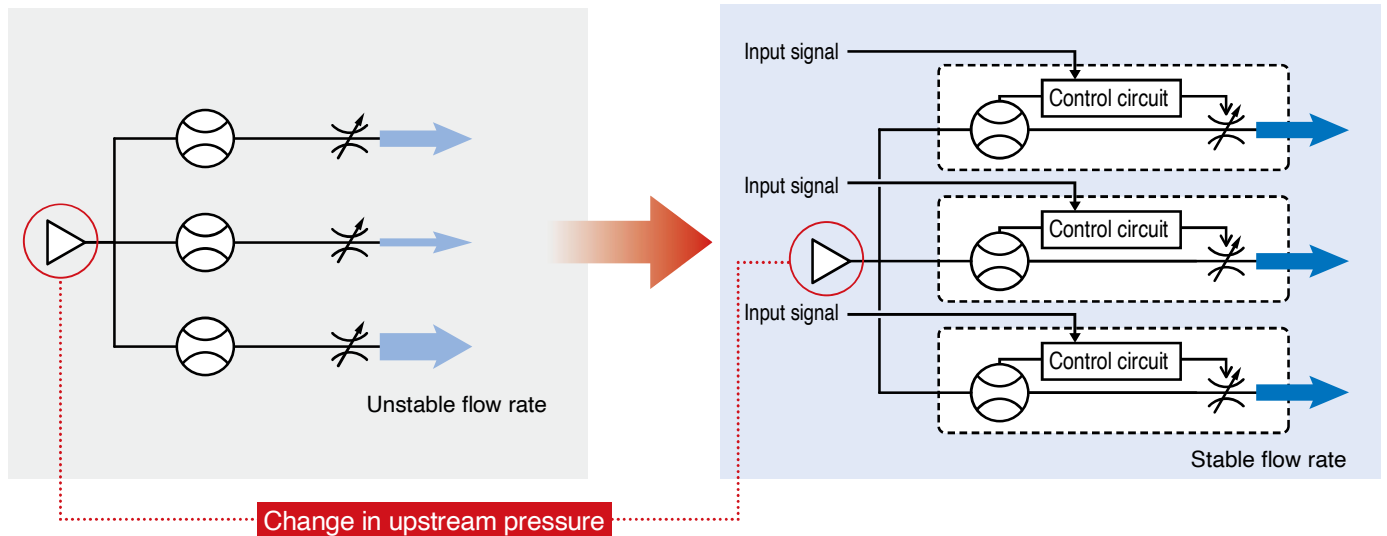 Unstable flow rate
Input signal
Control circuit
Input signal
Control circuit
Input signal
Control circuit
Stable flow rate
Change in upstream pressure